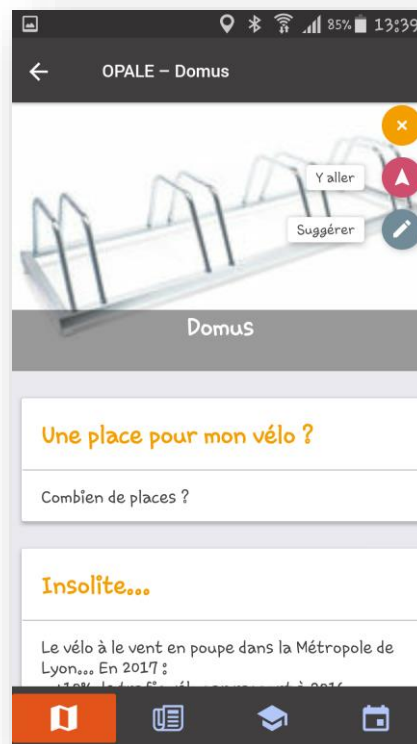 85% 13:39
OPALE – Domus
Y aller
Suggérer
Domus
Une place pour mon vélo ?
Combien de places ?
Insolite...
Le vélo à le vent en poupe dans la Métropole de
Lyon... En 2017 :